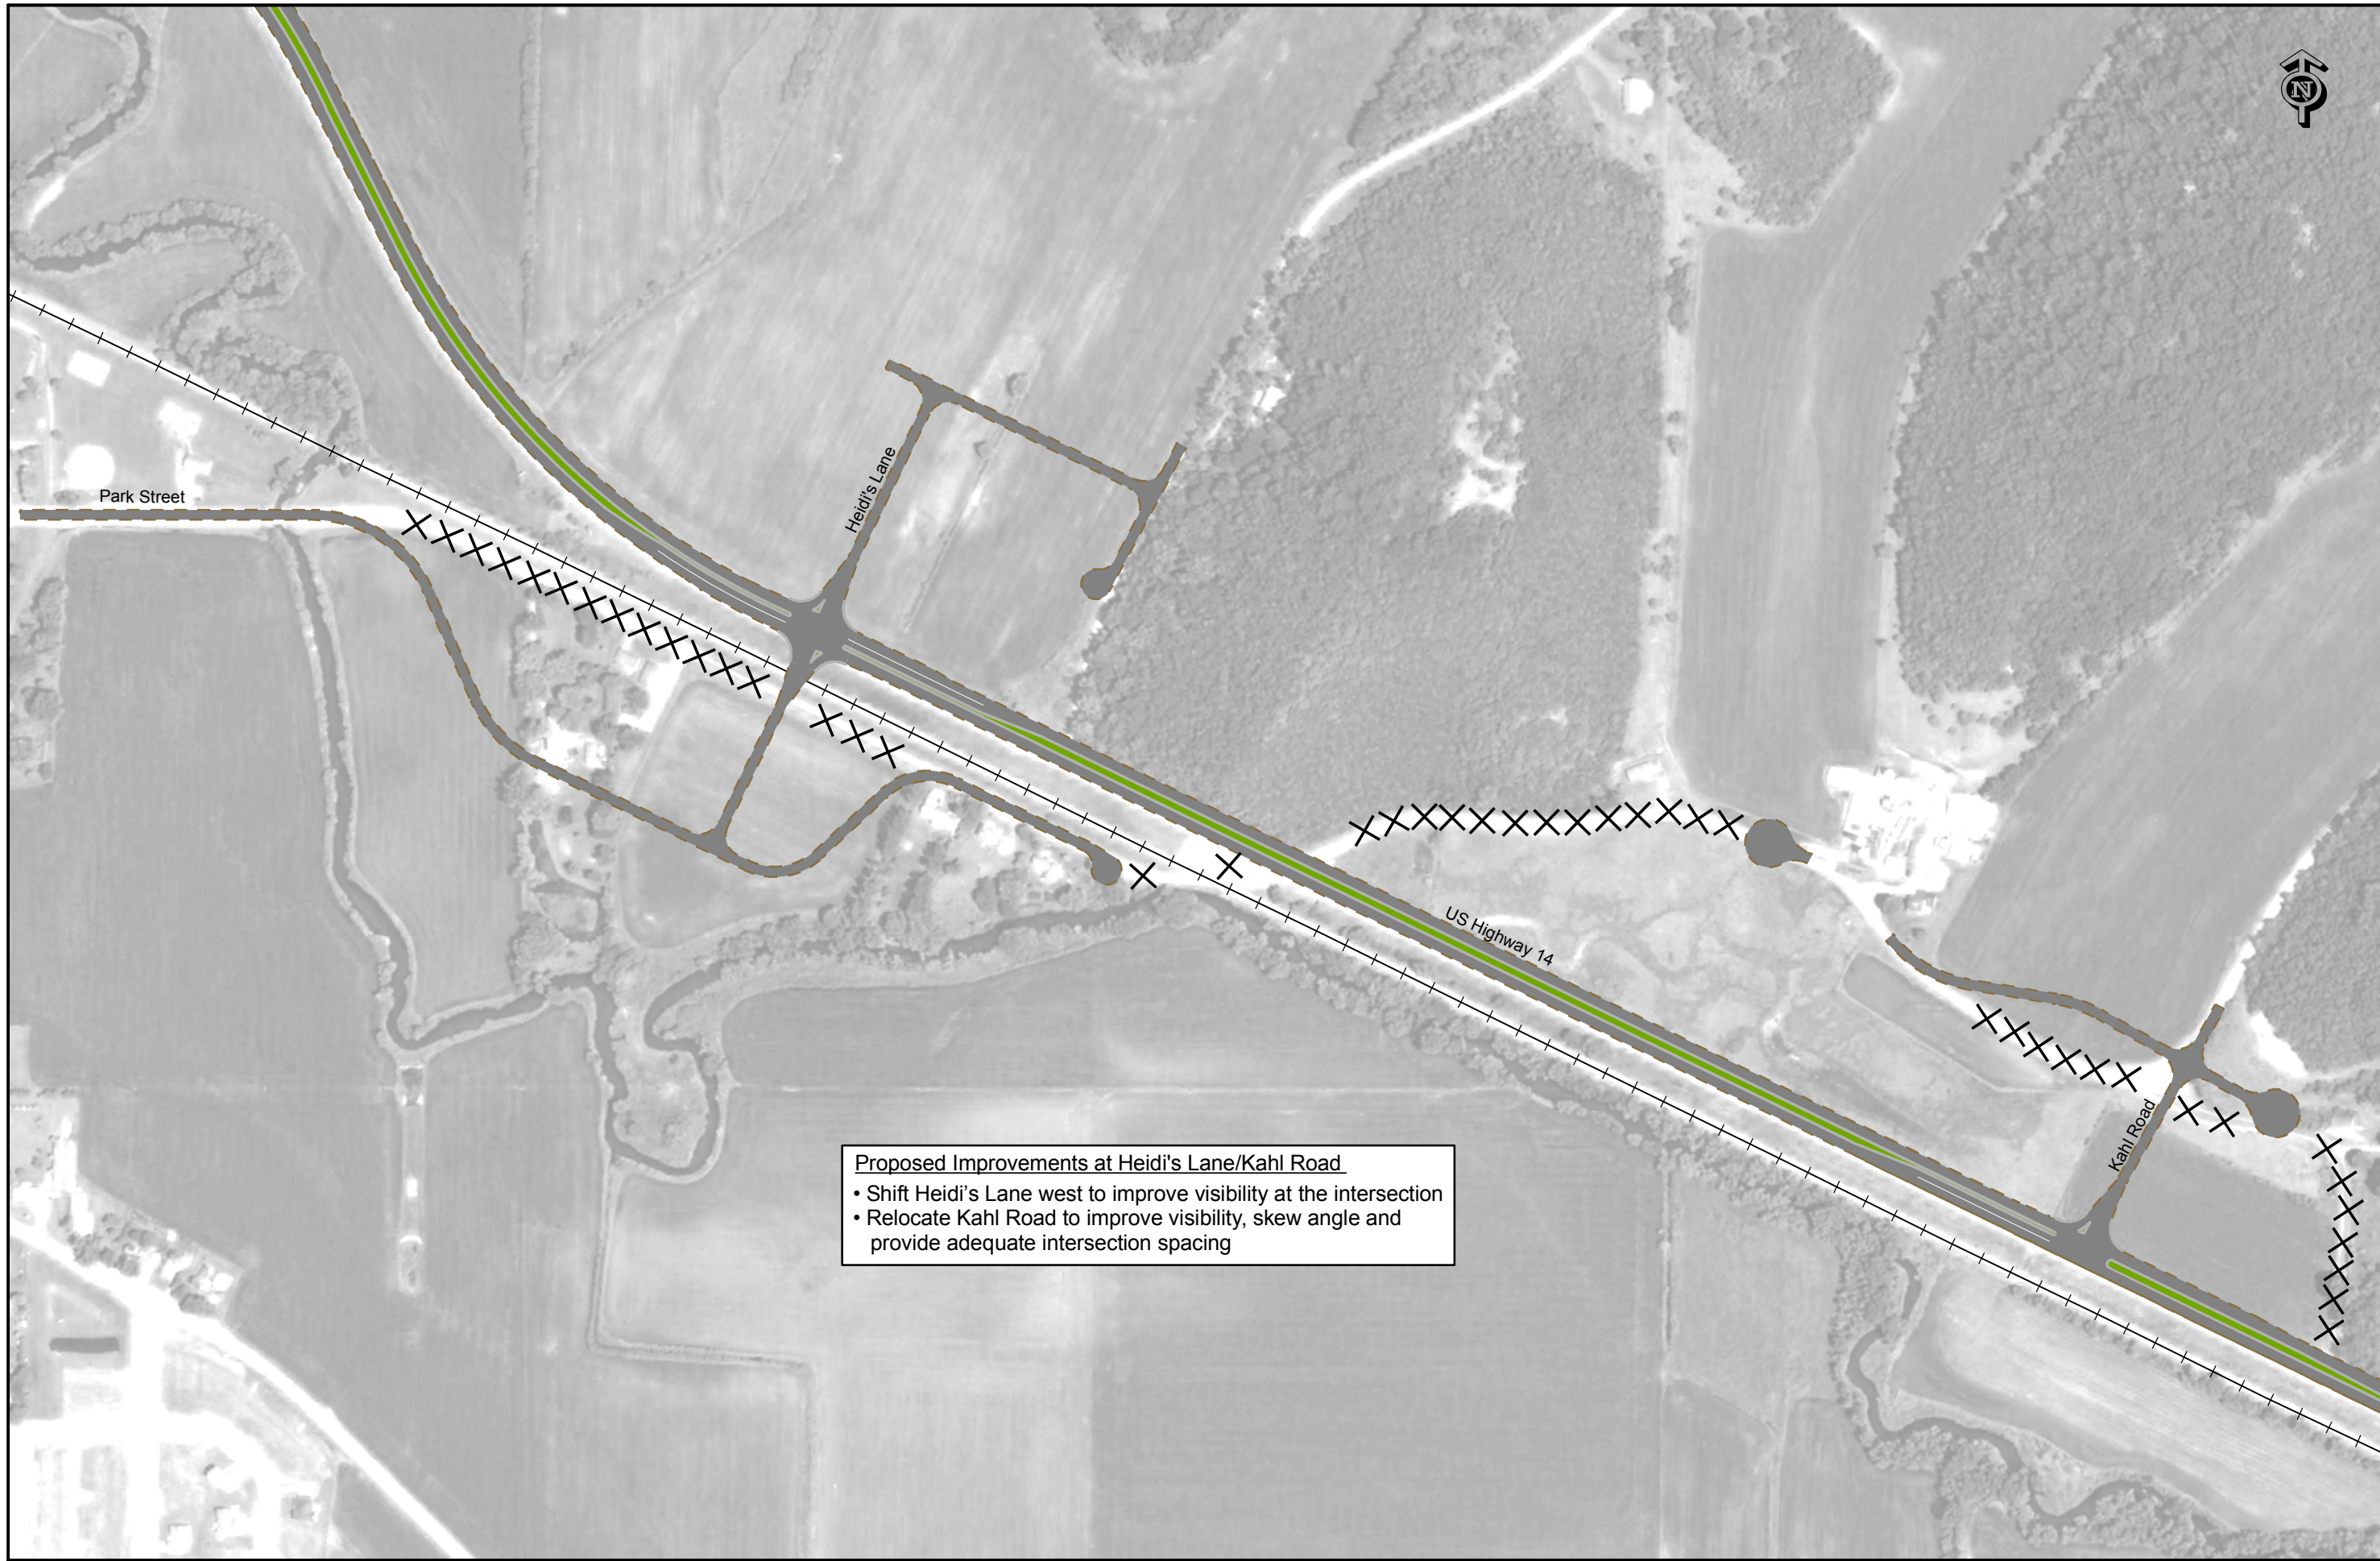 N
Park Street
Heidi's Lane
US Highway 14
Kahl Road
Proposed Improvements at Heidi's Lane/Kahl Road
• Shift Heidi’s Lane west to improve visibility at the intersection
• Relocate Kahl Road to improve visibility, skew angle and
provide adequate intersection spacing